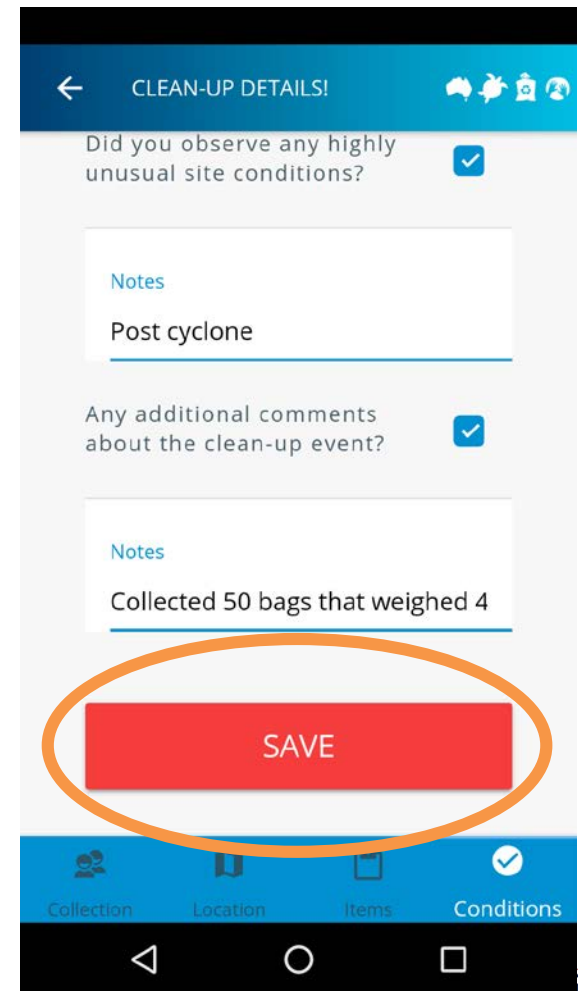 CLEAN-UP DETAILS!
Did you observe any highly
unusual site conditions?
Notes
Post cyclone
Any additional comments
about the clean-up event?
Notes
Collected 50 bags that weighed 4
SAVE
Collection Location Items Conditions